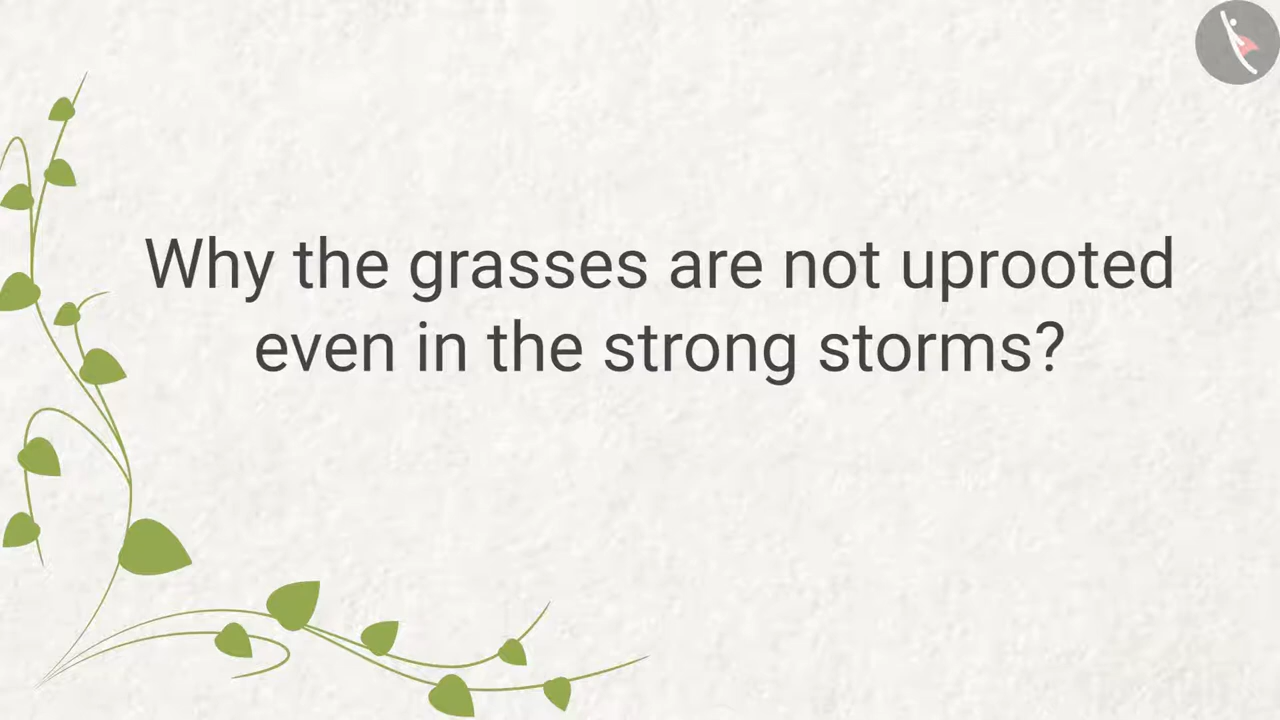 Why the grasses are not uprooted
even in the strong storms?